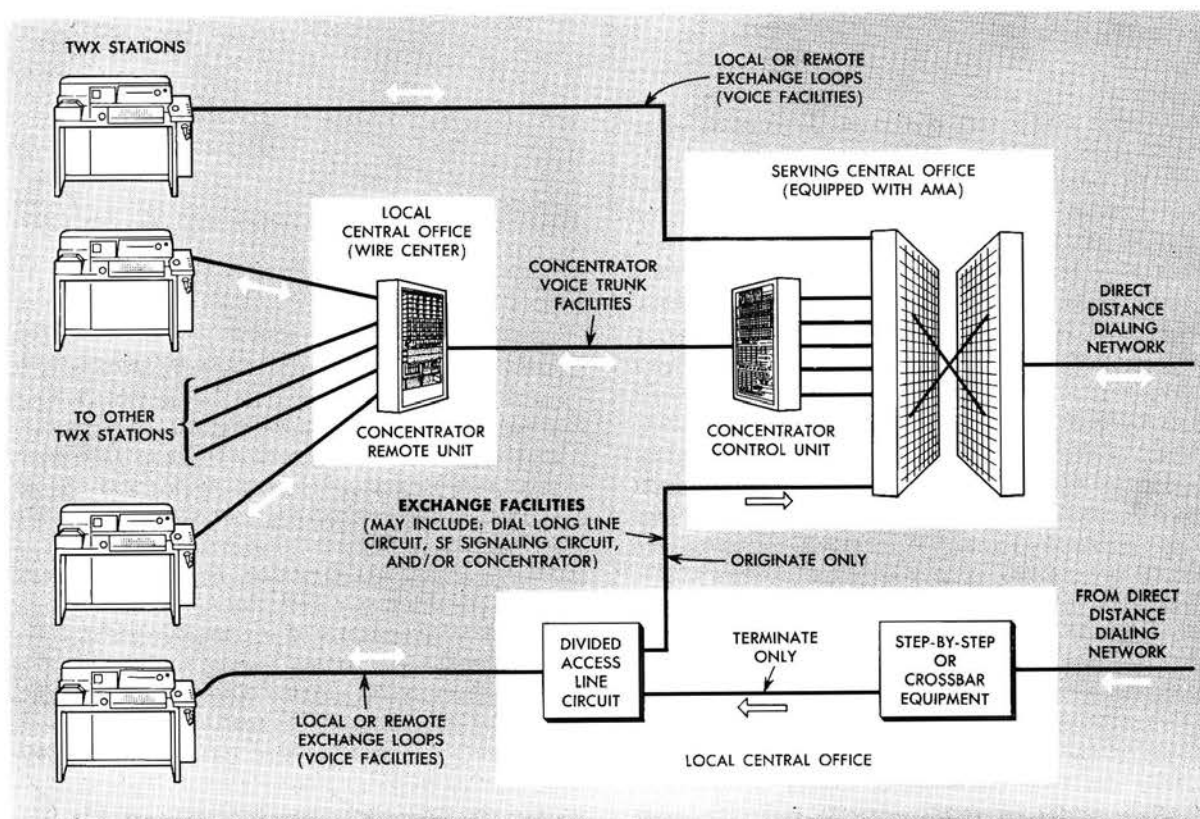 TWX STATIONS
LOCAL OR REMOTE
EXCHANGE LOOPS
(VOICE FACILITIES)
SERVING CENTRAL OFFICE
(EQUIPPED WITH AMA)
LOCAL
CENTRAL OFFICE
(WIRE CENTER)
CONCENTRATOR
VOICE TRUNK
FACILITIES
DIRECT
DISTANCE
DIALING
NETWORK
TO OTHER
TWX STATIONS
CONCENTRATOR
REMOTE UNIT
CONCENTRATOR
CONTROL UNIT
EXCHANGE FACILITIES
(MAY INCLUDE: DIAL LONG LINE
CIRCUIT, SF SIGNALING CIRCUIT,
AND/OR CONCENTRATOR)
ORIGINATE ONLY
FROM DIRECT
DISTANCE
DIALING
NETWORK
DIVIDED
ACCESS
LINE
CIRCUIT
TERMINATE
ONLY
STEP-BY-STEP
OR
CROSSBAR
EQUIPMENT
LOCAL OR REMOTE
EXCHANGE LOOPS
(VOICE FACILITIES)
LOCAL CENTRAL OFFICE